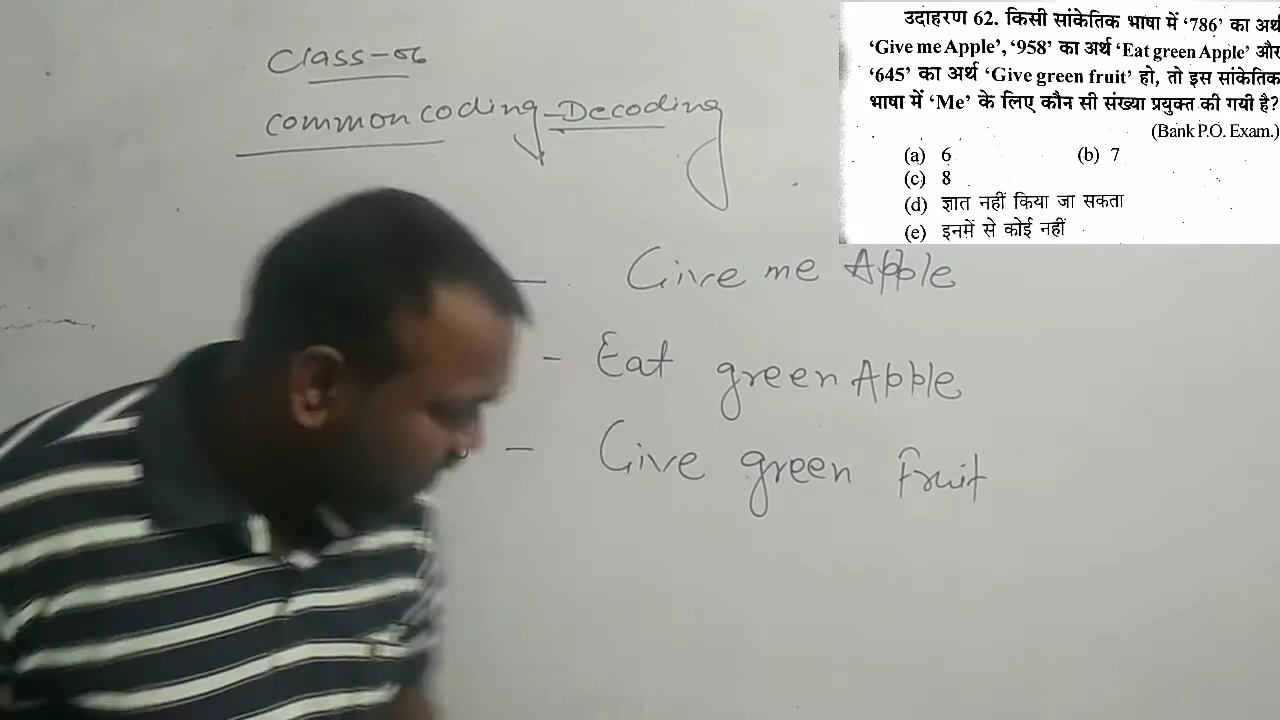 Class-06
common coding-Decoding
उदाहरण 62. किसी सांकेतिक भाषा में ‘786’ का अर्थ
‘Give me Apple’, ‘958’ का अर्थ ‘Eat green Apple’ और
‘645’ का अर्थ ‘Give green fruit’ हो, तो इस सांकेतिक
भाषा में ‘Me’ के लिए कौन सी संख्या प्रयुक्त की गयी है?
(Bank P.O. Exam.)
(a) 6 (b) 7
(c) 8
(d) ज्ञात नहीं किया जा सकता
(e) इनमें से कोई नहीं
— Give me Apple
- Eat green Apple
- Give green Fruit